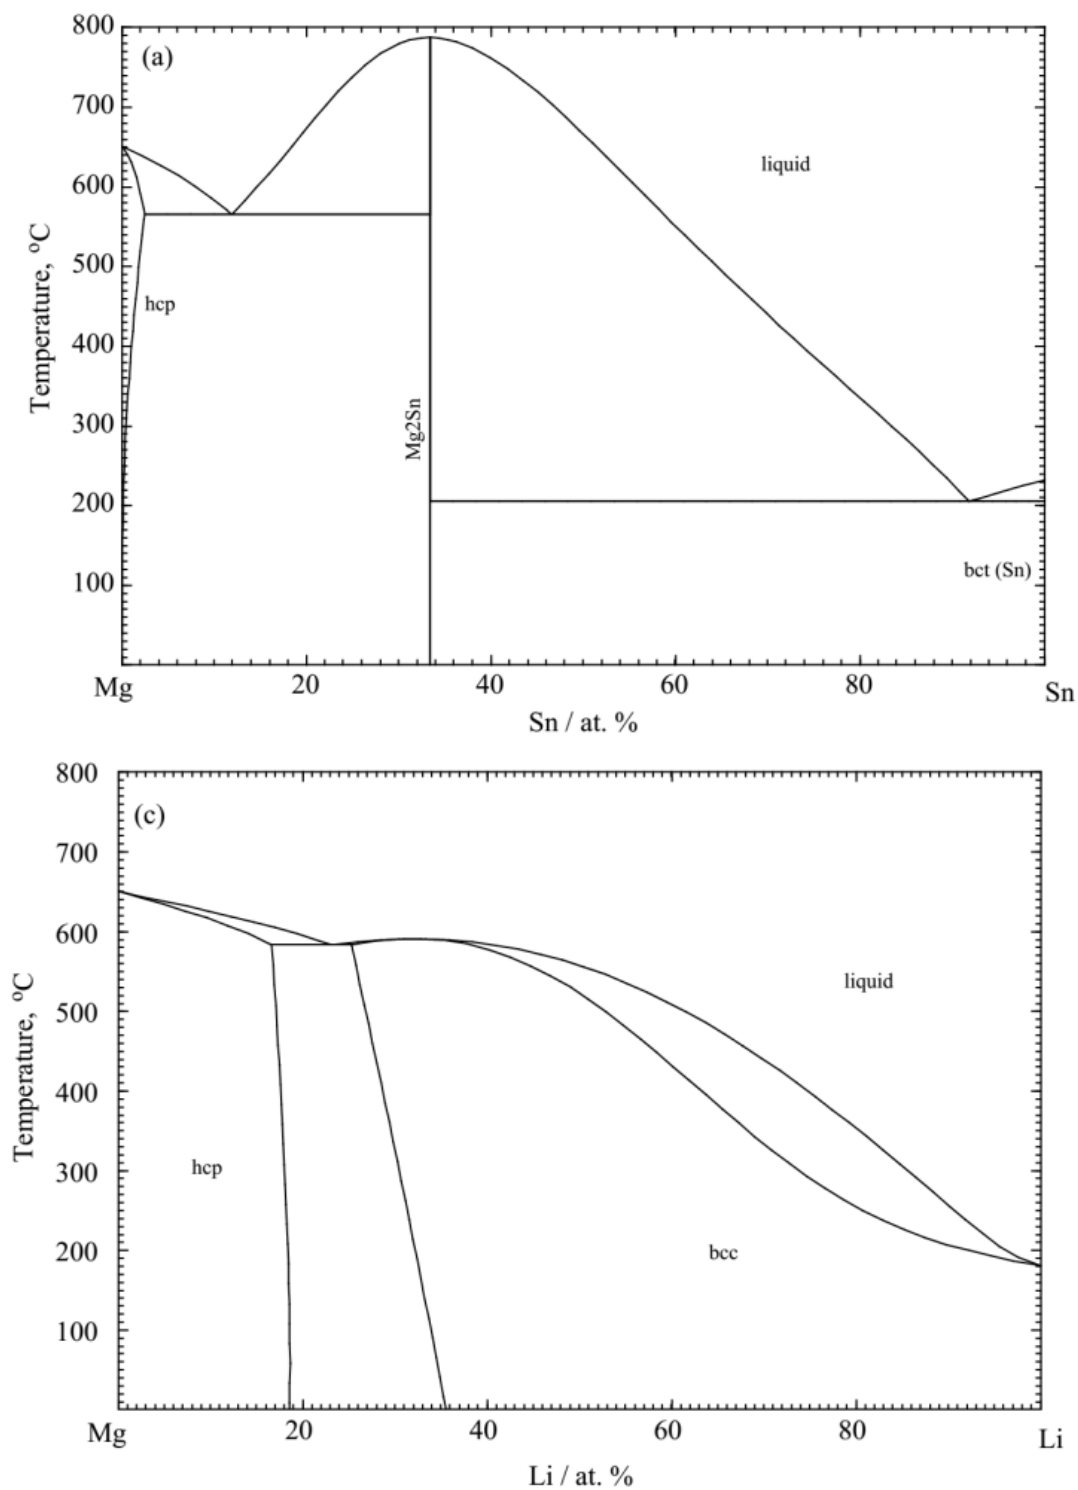 800
(a)
700
liquid
600
500
hcp
400
300
Mg2Sn
200
bct (Sn)
100
Temperature, °C
Mg
20
40
60
80
Sn
Sn / at. %
800
(c)
700
600
liquid
500
400
300
hcp
200
bcc
100
Temperature, °C
Mg
20
40
60
80
Li
Li / at. %